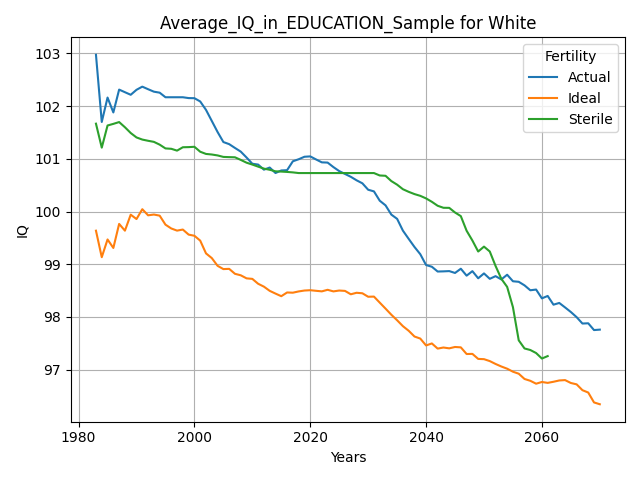 Average_IQ_in_EDUCATION_Sample for White
Fertility
Actual
Ideal
Sterile
103
102
101
100
99
98
97
IQ
1980
2000
2020
2040
2060
Years